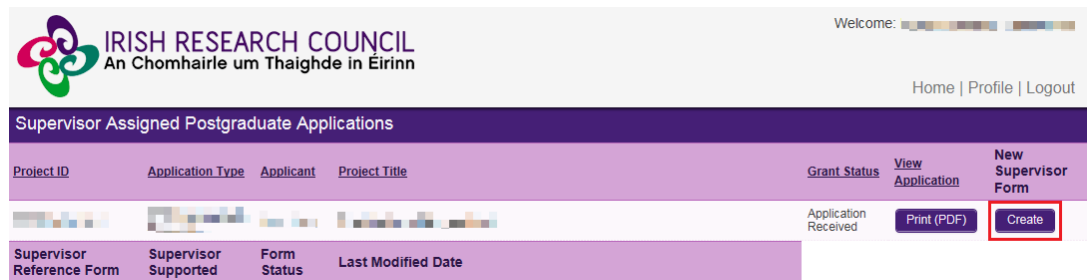 Welcome:
IRISH RESEARCH COUNCIL
An Chomhairle um Thaighde in Éirinn
Home | Profile | Logout
Supervisor Assigned Postgraduate Applications
Project ID Application Type Applicant Project Title Grant Status View Application New Supervisor Form
Application Received Print (PDF) Create
Supervisor Reference Form Supervisor Supported Form Status Last Modified Date